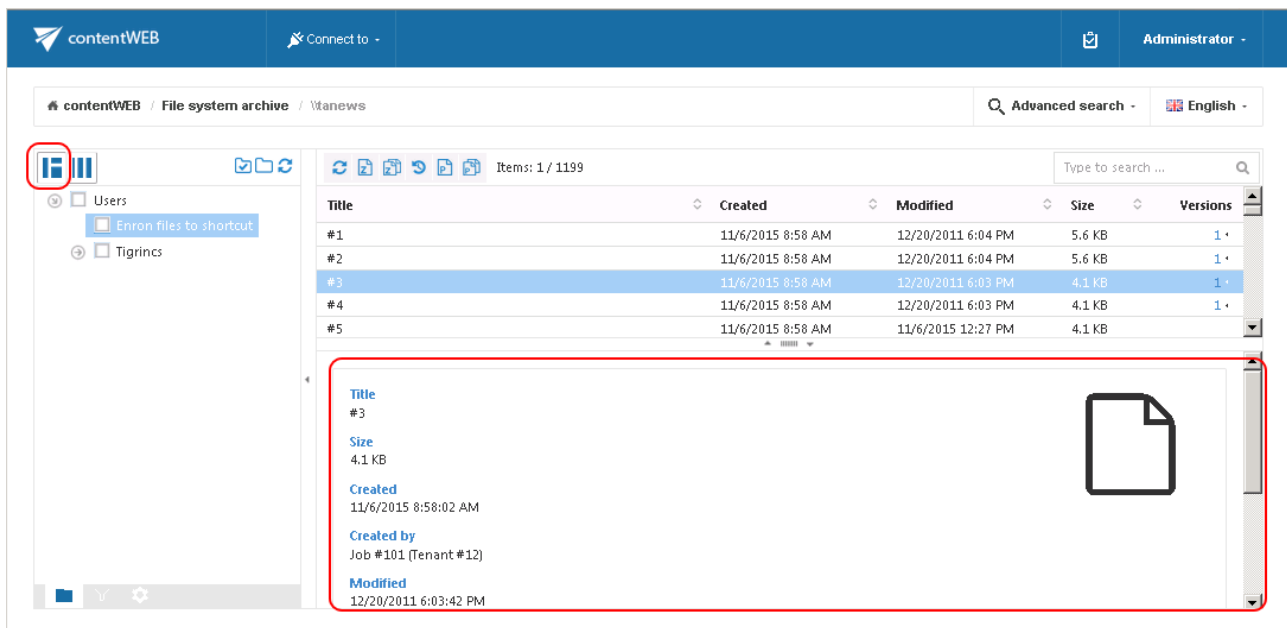 contentWEB
Connect to
Administrator
contentWEB / File system archive / \\tanews
Advanced search
English
Items: 1 / 1199
Type to search ...
Users
Enron files to shortcut
Tigrincs
Title Created Modified Size Versions
#1 11/6/2015 8:58 AM 12/20/2011 6:04 PM 5.6 KB 1
#2 11/6/2015 8:58 AM 12/20/2011 6:04 PM 5.6 KB 1
#3 11/6/2015 8:58 AM 12/20/2011 6:03 PM 4.1 KB 1
#4 11/6/2015 8:58 AM 12/20/2011 6:03 PM 4.1 KB 1
#5 11/6/2015 8:58 AM 11/6/2015 12:27 PM 4.1 KB
Title
#3
Size
4.1 KB
Created
11/6/2015 8:58:02 AM
Created by
Job #101 (Tenant #12)
Modified
12/20/2011 6:03:42 PM